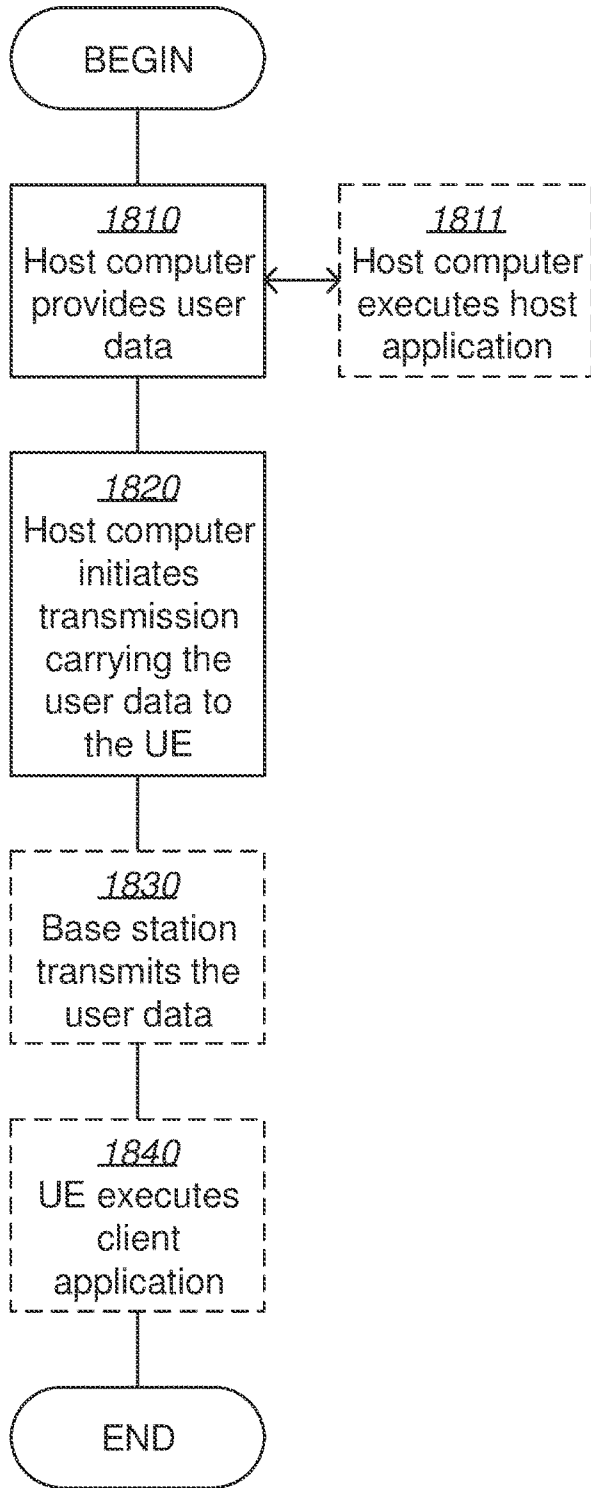 BEGIN
1810
Host computer
provides user
data
1811
Host computer
executes host
application
1820
Host computer
initiates
transmission
carrying the
user data to
the UE
1830
Base station
transmits the
user data
1840
UE executes
client
application
END